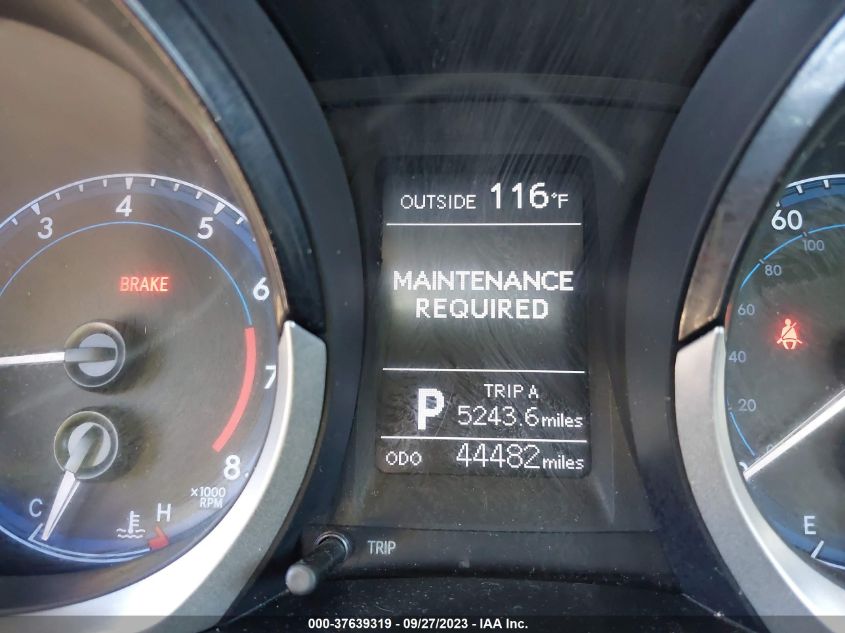 OUTSIDE 116°F
MAINTENANCE
REQUIRED
TRIP A
P 5243.6 miles
ODO 44482 miles
3 4 5 6 7 8
BRAKE
x1000
RPM
C H
TRIP
60
100
80
60
40
20
E
000-37639319 - 09/27/2023 - IAA Inc.